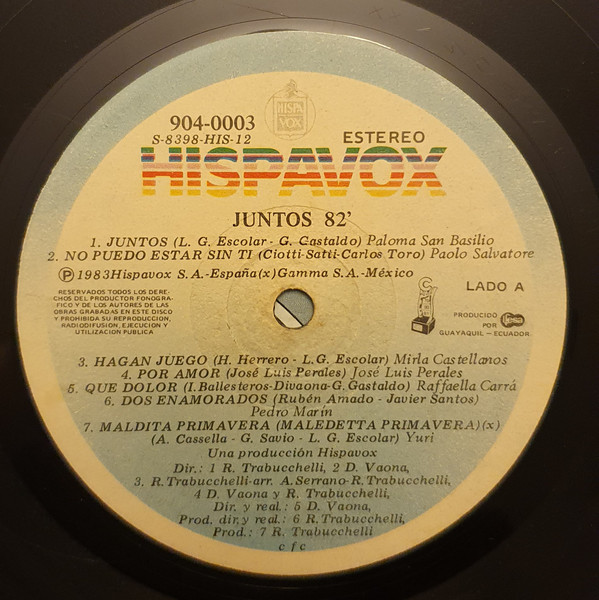 HISPA
VOX
904-0003
S-8398-HIS-12
ESTEREO
HISPAVOX
JUNTOS 82'
1. JUNTOS (L. G. Escolar - G. Castaldo) Paloma San Basilio
2. NO PUEDO ESTAR SIN TI (Ciotti-Satti-Carlos Toro) Paolo Salvatore
Ⓟ 1983 Hispavox S.A.-España(x)Gamma S.A.-México
RESERVADOS TODOS LOS DERE-
CHOS DEL PRODUCTOR FONOGRA-
FICO Y DE LOS AUTORES DE LAS
OBRAS GRABADAS EN ESTE DISCO
Y PROHIBIDA SU REPRODUCCION,
RADIODIFUSION, EJECUCION Y
UTILIZACION PUBLICA
LADO A
PRODUCIDO
POR
GUAYAQUIL - ECUADOR
3. HAGAN JUEGO (H. Herrero - L.G. Escolar) Mirla Castellanos
4. POR AMOR (José Luis Perales) José Luis Perales
5. QUE DOLOR (I. Ballesteros-Divaona-G. Gastaldo) Raffaella Carrá
6. DOS ENAMORADOS (Rubén Amado - Javier Santos)
Pedro Marín
7. MALDITA PRIMAVERA (MALEDETTA PRIMAVERA)(x)
(A. Cassella - G. Savio - L. G. Escolar) Yuri
Una producción Hispavox
Dir.: 1 R. Trabucchelli, 2 D. Vaona,
3. R. Trabucchelli-arr. A. Serrano-R. Trabucchelli,
4 D. Vaona y R. Trabucchelli,
Dir. y real.: 5 D. Vaona,
Prod. dir. y real.: 6 R. Trabucchelli,
Prod.: 7 R. Trabucchelli
c f c